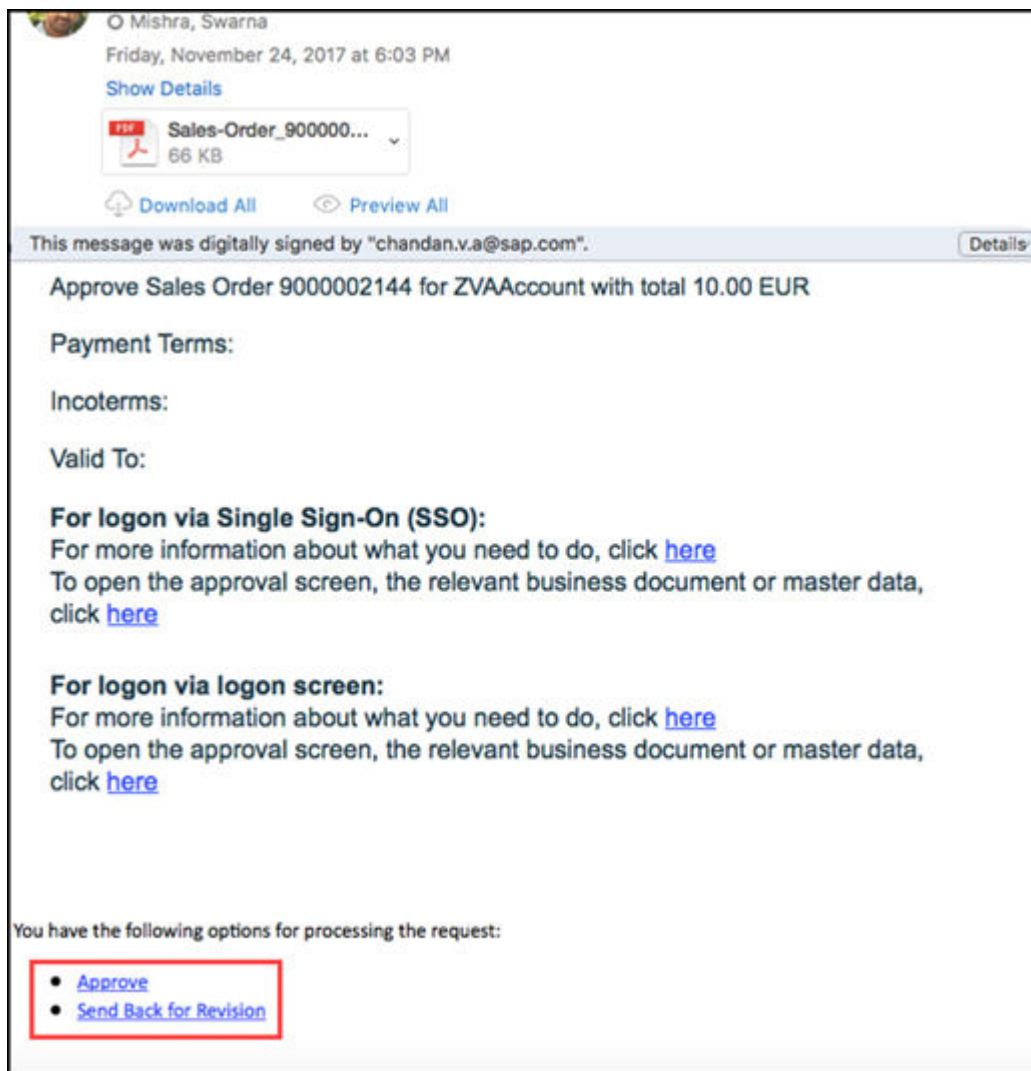 Mishra, Swarna
Friday, November 24, 2017 at 6:03 PM
Show Details
PDF
Sales-Order_900000...
66 KB
Download All Preview All
This message was digitally signed by "chandan.v.a@sap.com". Details
Approve Sales Order 9000002144 for ZVAAccount with total 10.00 EUR
Payment Terms:
Incoterms:
Valid To:
For logon via Single Sign-On (SSO):
For more information about what you need to do, click here
To open the approval screen, the relevant business document or master data,
click here
For logon via logon screen:
For more information about what you need to do, click here
To open the approval screen, the relevant business document or master data,
click here
You have the following options for processing the request:
• Approve
• Send Back for Revision